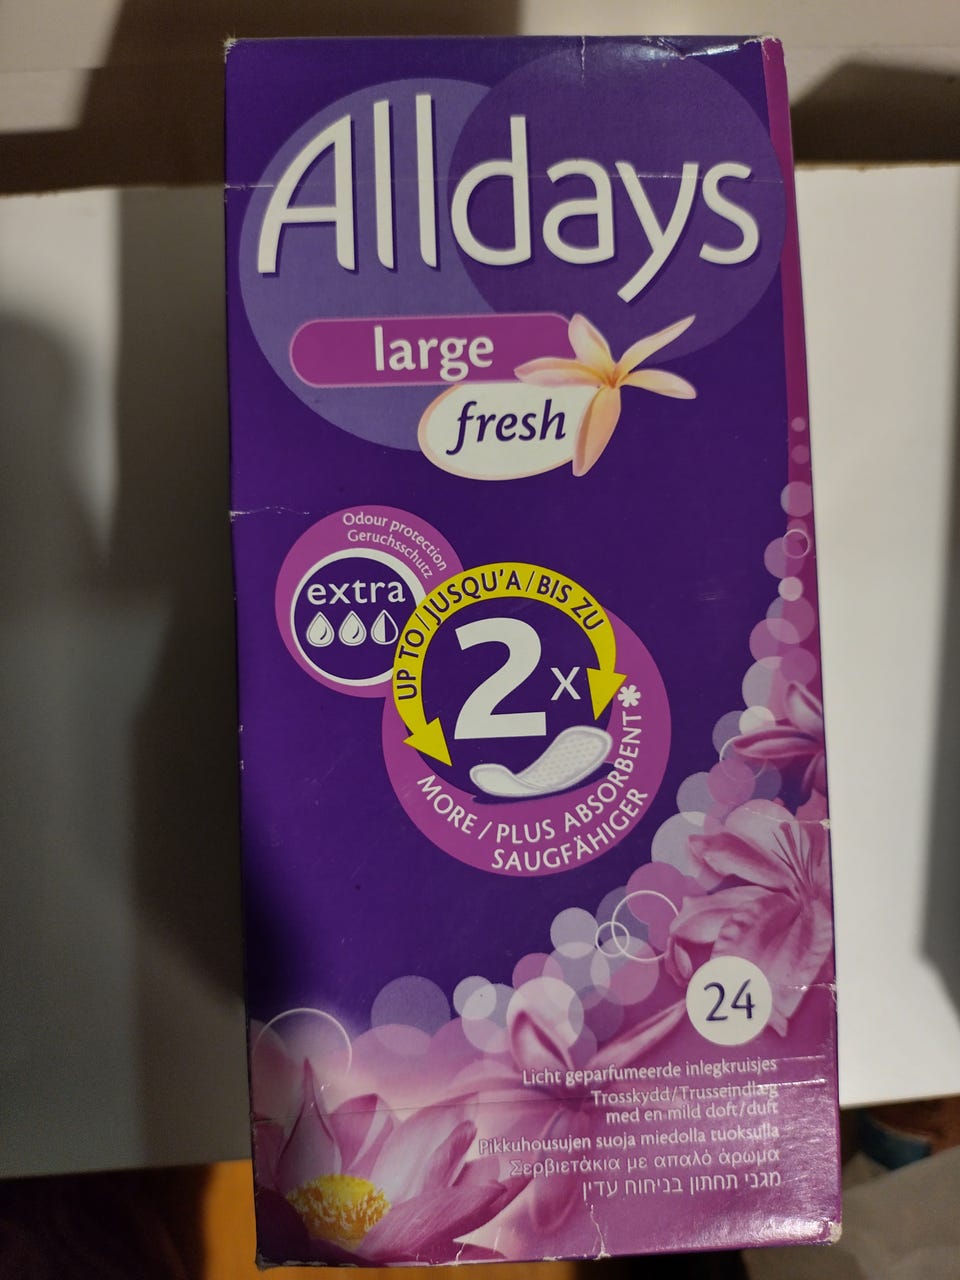 Alldays
large
fresh
Odour protection
Geruchsschutz
extra
UP TO/JUSQU'A/BIS ZU
2x
MORE / PLUS ABSORBENT*
SAUGFÄHIGER
24
Licht geparfumeerde inlegkruisjes
Trosskydd/Trusseindlæg
med en mild doft/duft
Pikkuhousujen suoja miedolla tuoksulla
Σερβιετάκια με απαλό άρωμα
מגני תחתון בניחוח עדין